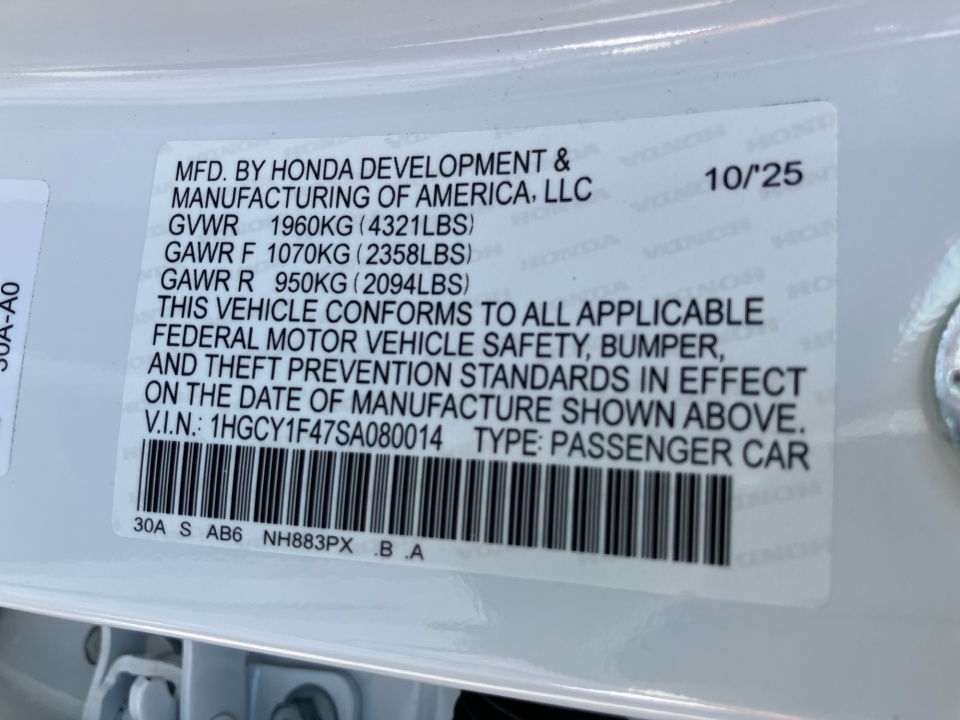 MFD. BY HONDA DEVELOPMENT &
MANUFACTURING OF AMERICA, LLC 10/'25
GVWR 1960KG (4321LBS)
GAWR F 1070KG (2358LBS)
GAWR R 950KG (2094LBS)
THIS VEHICLE CONFORMS TO ALL APPLICABLE
FEDERAL MOTOR VEHICLE SAFETY, BUMPER,
AND THEFT PREVENTION STANDARDS IN EFFECT
ON THE DATE OF MANUFACTURE SHOWN ABOVE.
V.I.N.: 1HGCY1F47SA080014 TYPE: PASSENGER CAR
30A S AB6 NH883PX .B .A
HONDA